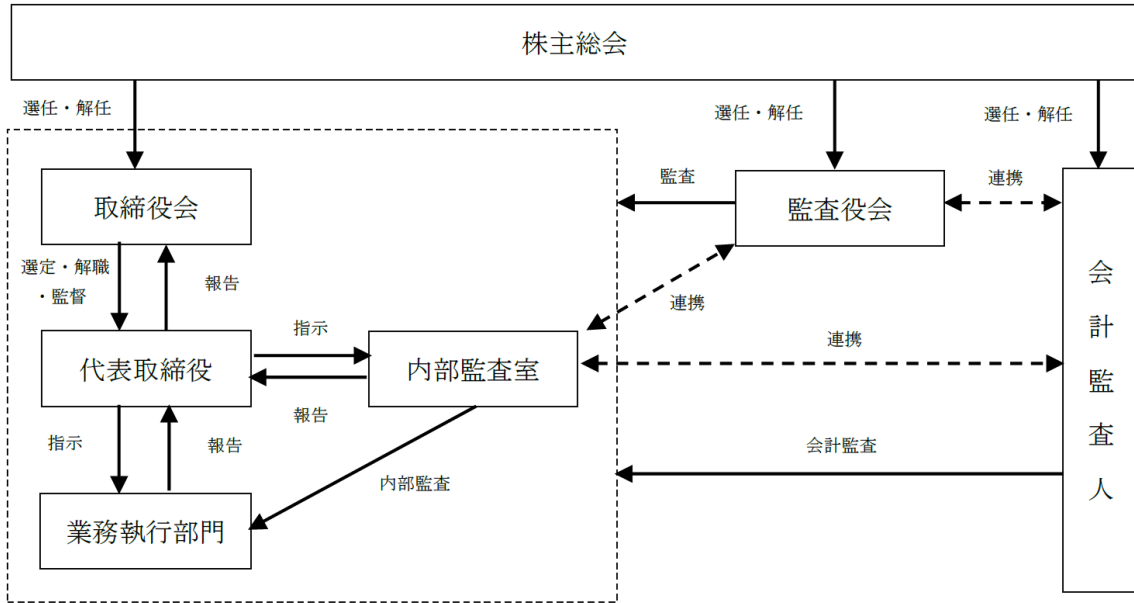 株主総会
選任・解任
選任・解任
選任・解任
取締役会
監査
監査役会
連携
選定・解職
・監督
報告
連携
代表取締役
指示
報告
内部監査室
連携
会計監査人
指示
報告
内部監査
会計監査
業務執行部門